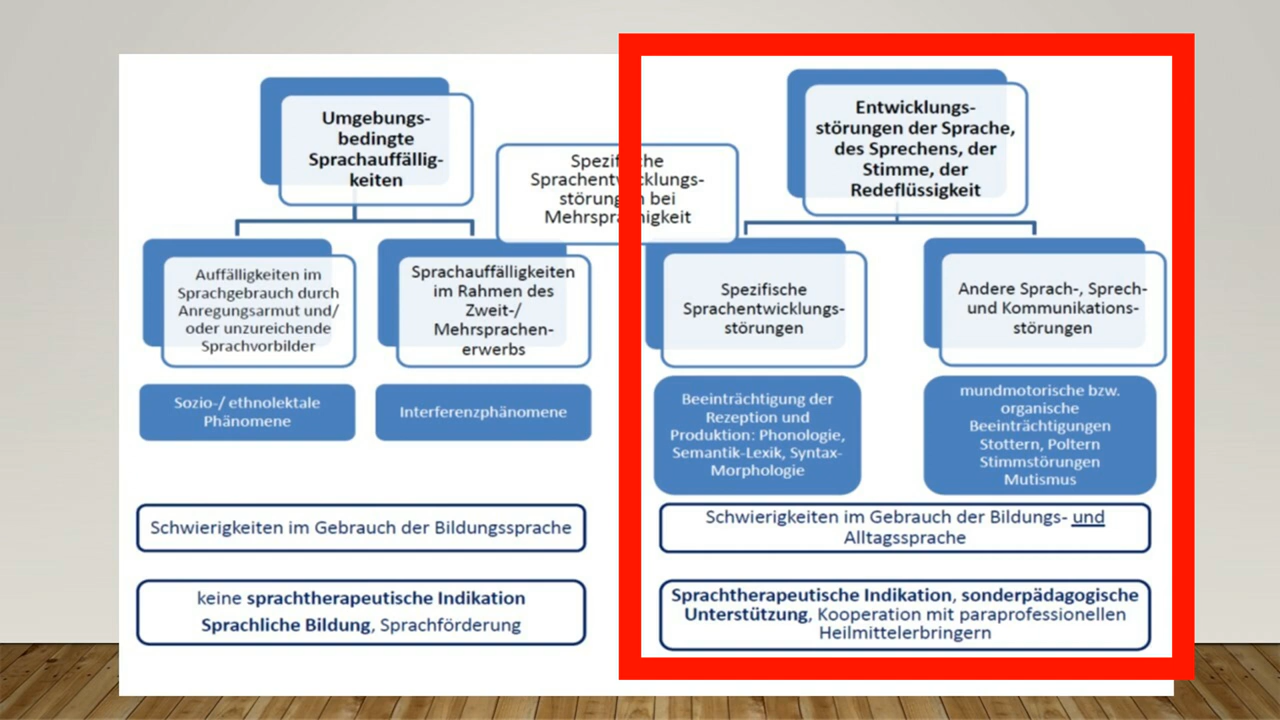 Umgebungs-
bedingte
Sprachauffällig-
keiten
Auffälligkeiten im
Sprachgebrauch durch
Anregungsarmut und/
oder unzureichende
Sprachvorbilder
Sprachauffälligkeiten
im Rahmen des
Zweit-/
Mehrsprachen-
erwerbs
Sozio-/ ethnolektale
Phänomene
Interferenzphänomene
Schwierigkeiten im Gebrauch der Bildungssprache
keine sprachtherapeutische Indikation
Sprachliche Bildung, Sprachförderung
bei
Entwicklungs-
störungen der Sprache,
des Sprechens, der
Stimme, der
Redeflüssigkeit
Spezifische
Sprachentwicklungs-
störungen
Andere Sprach-, Sprech-
und Kommunikations-
störungen
Beeinträchtigung der
Rezeption und
Produktion: Phonologie,
Semantik-Lexik, Syntax-
Morphologie
mundmotorische bzw.
organische
Beeinträchtigungen
Stottern, Poltern
Stimmstörungen
Mutismus
Schwierigkeiten im Gebrauch der Bildungs- und
Alltagssprache
Sprachtherapeutische Indikation, sonderpädagogische
Unterstützung, Kooperation mit paraprofessionellen
Heilmittelerbringern